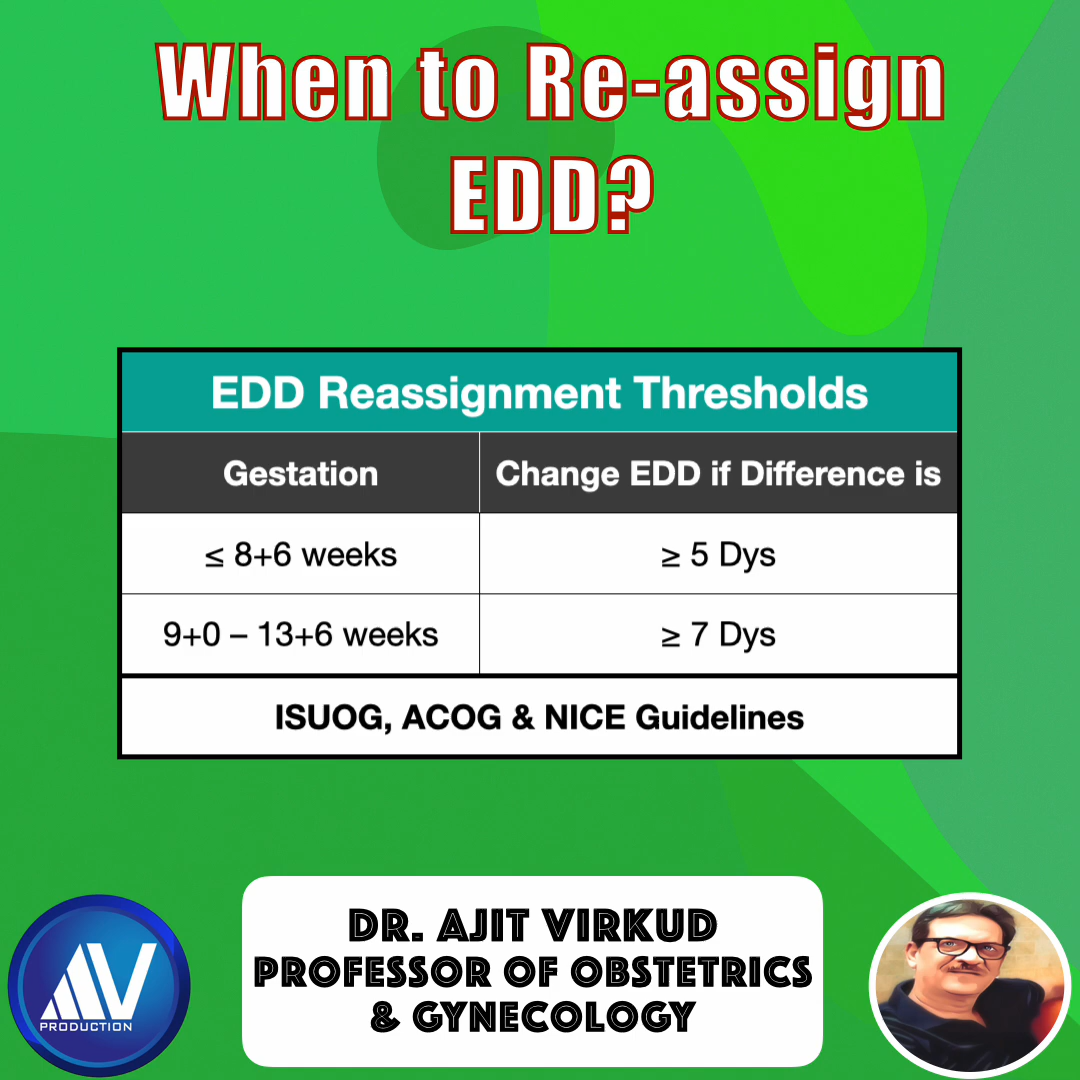 When to Re-assign
EDD?
EDD Reassignment Thresholds
Gestation Change EDD if Difference is
≤ 8+6 weeks ≥ 5 Dys
9+0 – 13+6 weeks ≥ 7 Dys
ISUOG, ACOG & NICE Guidelines
DR. AJIT VIRKUD
PROFESSOR OF OBSTETRICS
& GYNECOLOGY
AV
PRODUCTION